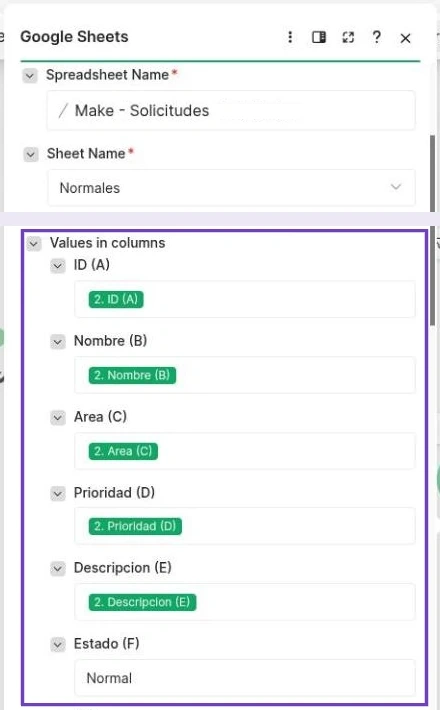 Google Sheets
Spreadsheet Name*
/ Make - Solicitudes
Sheet Name*
Normales
Values in columns
ID (A)
2. ID (A)
Nombre (B)
2. Nombre (B)
Area (C)
2. Area (C)
Prioridad (D)
2. Prioridad (D)
Descripcion (E)
2. Descripcion (E)
Estado (F)
Normal